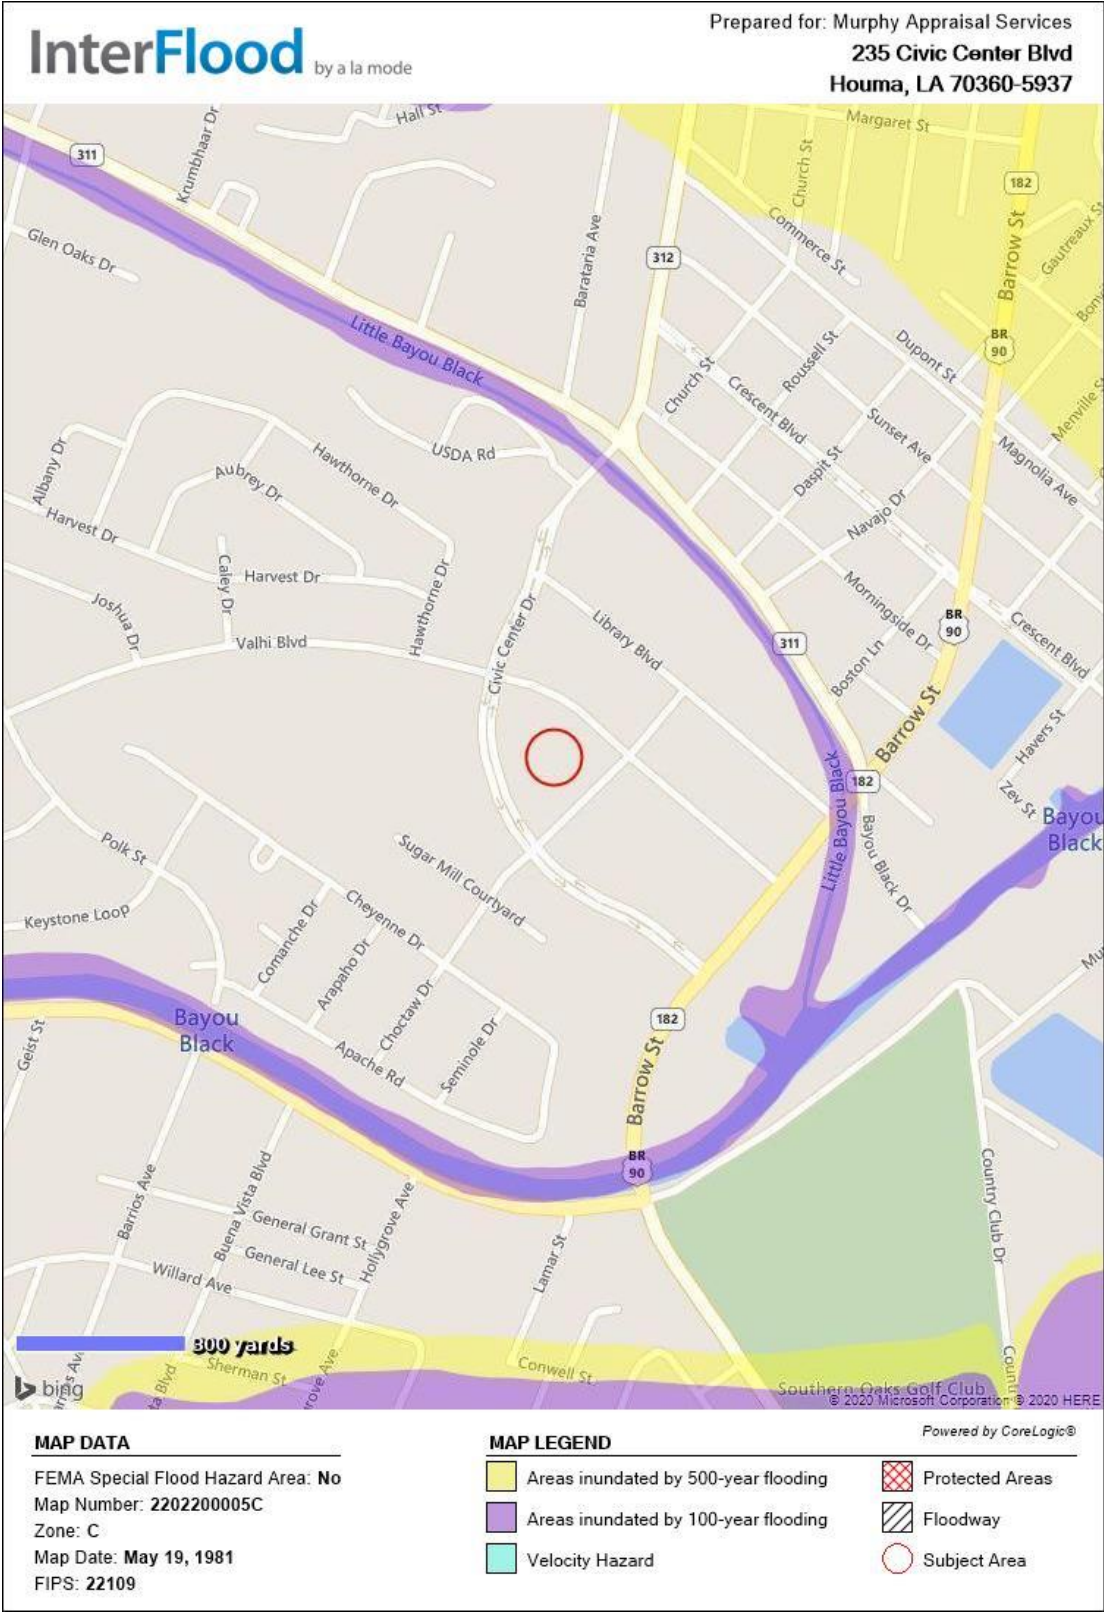 InterFlood by a la mode
Prepared for: Murphy Appraisal Services
235 Civic Center Blvd
Houma, LA 70360-5937
Hall St
Margaret St
311
Krumbhaar Dr
Church St
182
Glen Oaks Dr
Barataria Ave
312
Commerce St
Barrow St
Gautreaux St
Little Bayou Black
BR
90
Dupont St
Roussell St
Church St
Crescent Blvd
Menville S
Sunset Ave
Magnolia Ave
Albany Dr
Hawthorne Dr
USDA Rd
Aubrey Dr
Daspit St
Navajo Dr
Harvest Dr
Caley Dr
Harvest Dr
Joshua Dr
Hawthorne Dr
Civic Center Dr
Library Blvd
Morningside Dr
BR
90
Crescent Blvd
Valhi Blvd
311
Boston Ln
Barrow St
Havers St
182
Zev St
Bayou
Black
Little Bayou Black
Bayou Black Dr
Polk St
Sugar Mill Courtyard
Keystone Loop
Cheyenne Dr
Comanche Dr
Arapaho Dr
Choctaw Dr
Bayou
Black
182
Geist St
Apache Rd
Seminole Dr
Barrow St
BR
90
Barrios Ave
Buena Vista Blvd
General Grant St
General Lee St
Hollygrove Ave
Willard Ave
Lamar St
Country Club Dr
300 yards
Sherman St
Conwell St
ta Blvd
rove Ave
Countr
bing
Southern Oaks Golf Club
© 2020 Microsoft Corporation © 2020 HERE
Powered by CoreLogic®
MAP DATA
FEMA Special Flood Hazard Area: No
Map Number: 2202200005C
Zone: C
Map Date: May 19, 1981
FIPS: 22109
MAP LEGEND
Areas inundated by 500-year flooding
Areas inundated by 100-year flooding
Velocity Hazard
Protected Areas
Floodway
Subject Area